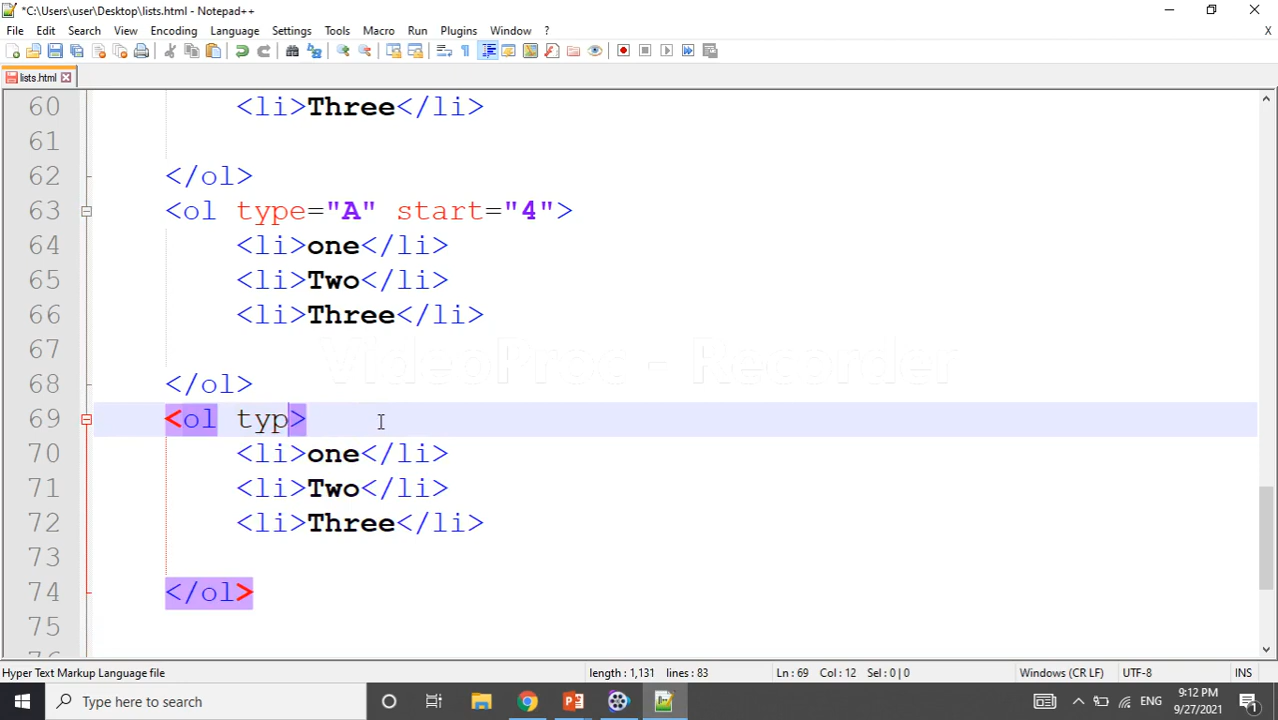 *C:\Users\user\Desktop\lists.html - Notepad++
File Edit Search View Encoding Language Settings Tools Macro Run Plugins Window ? X
lists.html
60 <li>Three</li>
61
62 </ol>
63 <ol type="A" start="4">
64 <li>one</li>
65 <li>Two</li>
66 <li>Three</li>
67
VideoProc - Recorder
68 </ol>
69 <ol typ>
70 <li>one</li>
71 <li>Two</li>
72 <li>Three</li>
73
74 </ol>
75
Hyper Text Markup Language file length : 1,131 lines : 83 Ln : 69 Col : 12 Sel : 0 | 0 Windows (CR LF) UTF-8 INS
Type here to search ENG 9:12 PM
9/27/2021 1